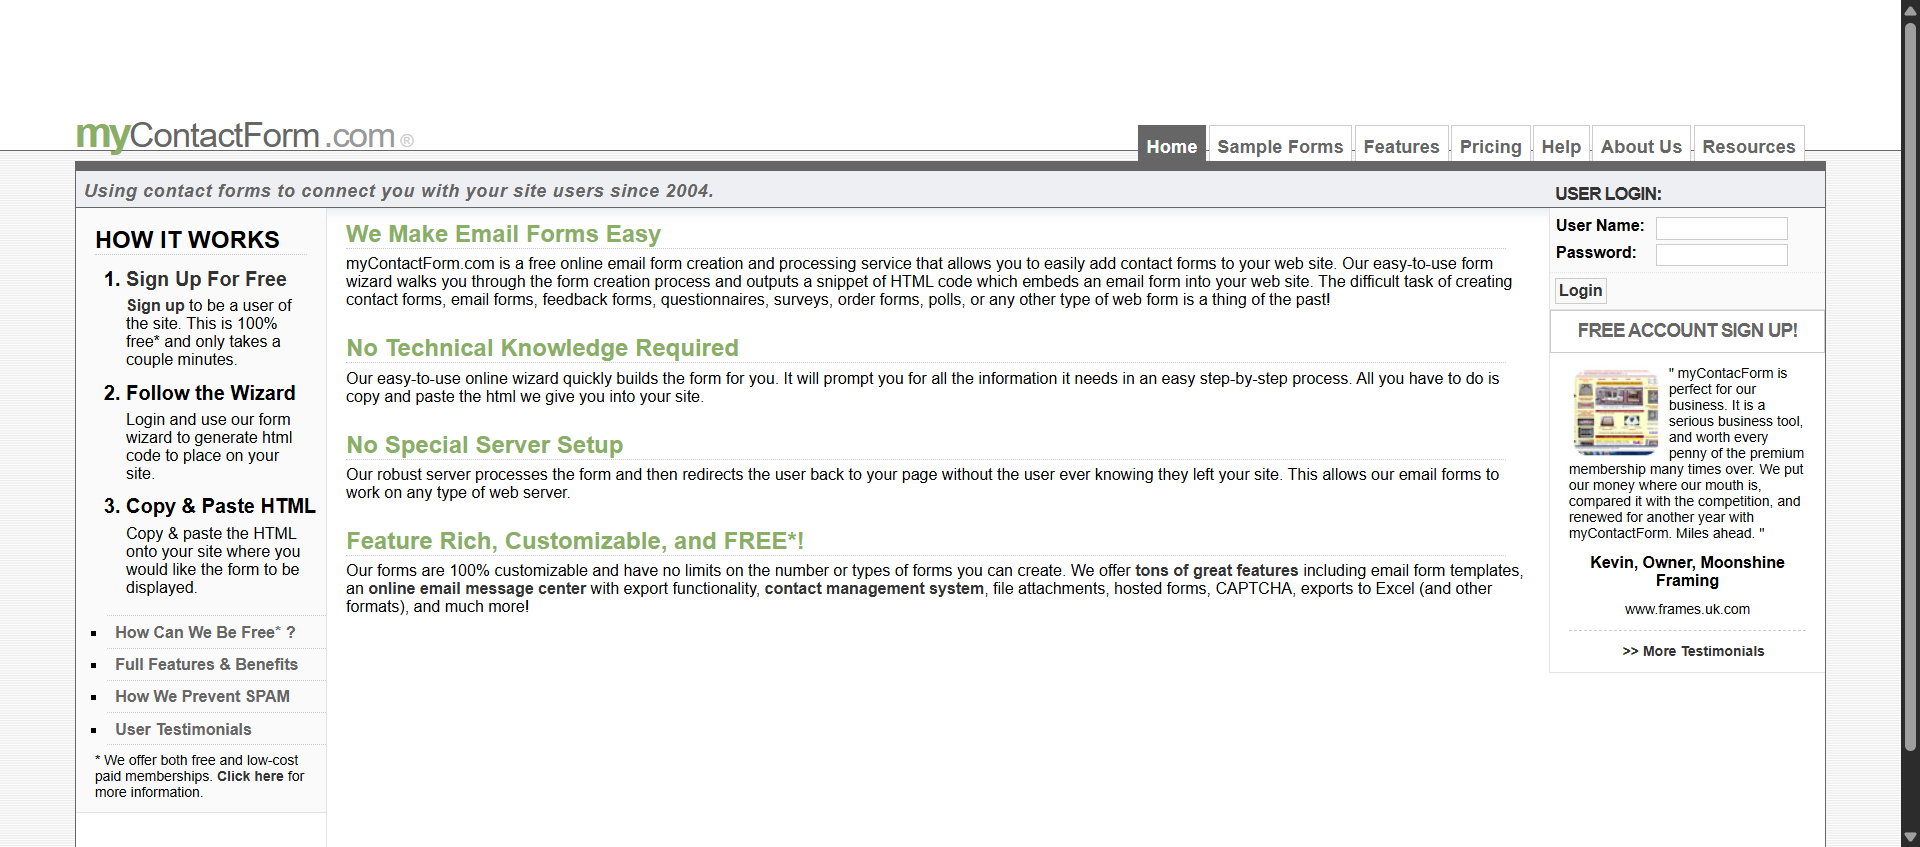 myContactForm.com®
Home
Sample Forms
Features
Pricing
Help
About Us
Resources
Using contact forms to connect you with your site users since 2004.
HOW IT WORKS
1. Sign Up For Free
Sign up to be a user of
the site. This is 100%
free* and only takes a
couple minutes.
2. Follow the Wizard
Login and use our form
wizard to generate html
code to place on your
site.
3. Copy & Paste HTML
Copy & paste the HTML
onto your site where you
would like the form to be
displayed.
How Can We Be Free* ?
Full Features & Benefits
How We Prevent SPAM
User Testimonials
* We offer both free and low-cost
paid memberships. Click here for
more information.
We Make Email Forms Easy
myContactForm.com is a free online email form creation and processing service that allows you to easily add contact forms to your web site. Our easy-to-use form
wizard walks you through the form creation process and outputs a snippet of HTML code which embeds an email form into your web site. The difficult task of creating
contact forms, email forms, feedback forms, questionnaires, surveys, order forms, polls, or any other type of web form is a thing of the past!
No Technical Knowledge Required
Our easy-to-use online wizard quickly builds the form for you. It will prompt you for all the information it needs in an easy step-by-step process. All you have to do is
copy and paste the html we give you into your site.
No Special Server Setup
Our robust server processes the form and then redirects the user back to your page without the user ever knowing they left your site. This allows our email forms to
work on any type of web server.
Feature Rich, Customizable, and FREE*!
Our forms are 100% customizable and have no limits on the number or types of forms you can create. We offer tons of great features including email form templates,
an online email message center with export functionality, contact management system, file attachments, hosted forms, CAPTCHA, exports to Excel (and other
formats), and much more!
USER LOGIN:
User Name:
Password:
Login
FREE ACCOUNT SIGN UP!
" myContacForm is
perfect for our
business. It is a
serious business tool,
and worth every
penny of the premium
membership many times over. We put
our money where our mouth is,
compared it with the competition, and
renewed for another year with
myContactForm. Miles ahead. "
Kevin, Owner, Moonshine
Framing
www.frames.uk.com
>> More Testimonials